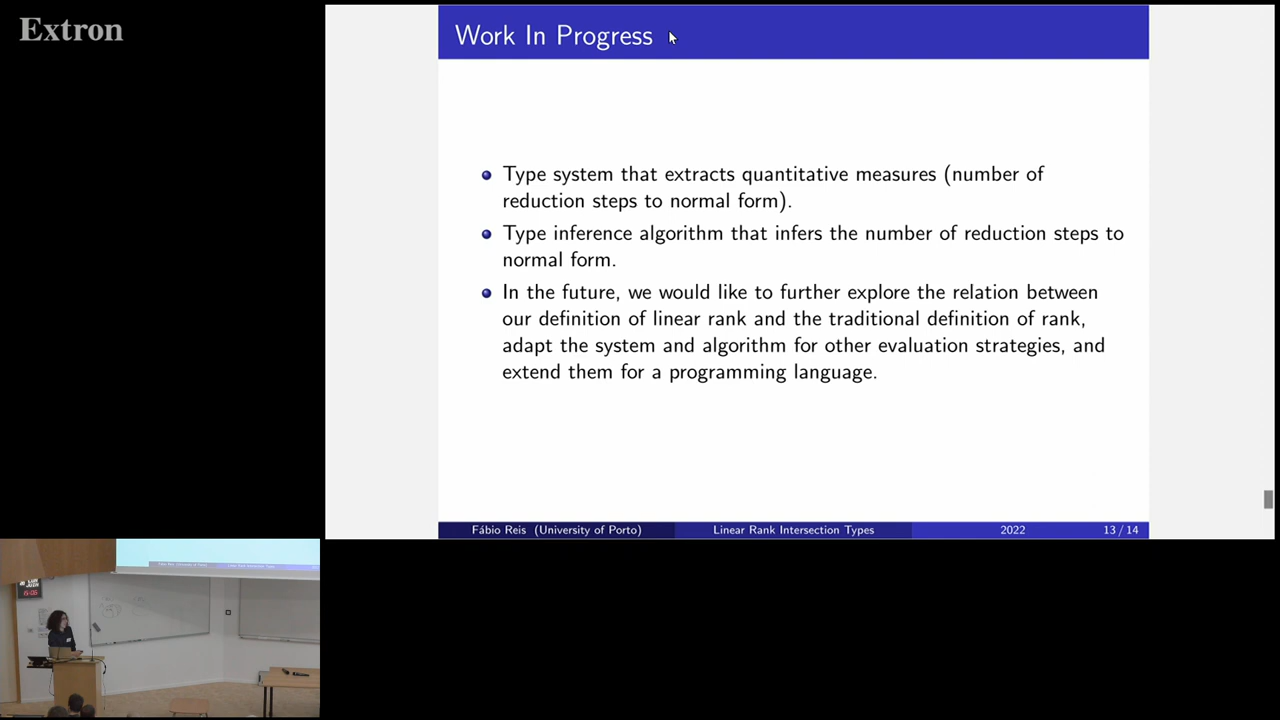 Extron
Work In Progress
Type system that extracts quantitative measures (number of
reduction steps to normal form).
Type inference algorithm that infers the number of reduction steps to
normal form.
In the future, we would like to further explore the relation between
our definition of linear rank and the traditional definition of rank,
adapt the system and algorithm for other evaluation strategies, and
extend them for a programming language.
Fábio Reis (University of Porto) Linear Rank Intersection Types 2022 13 / 14